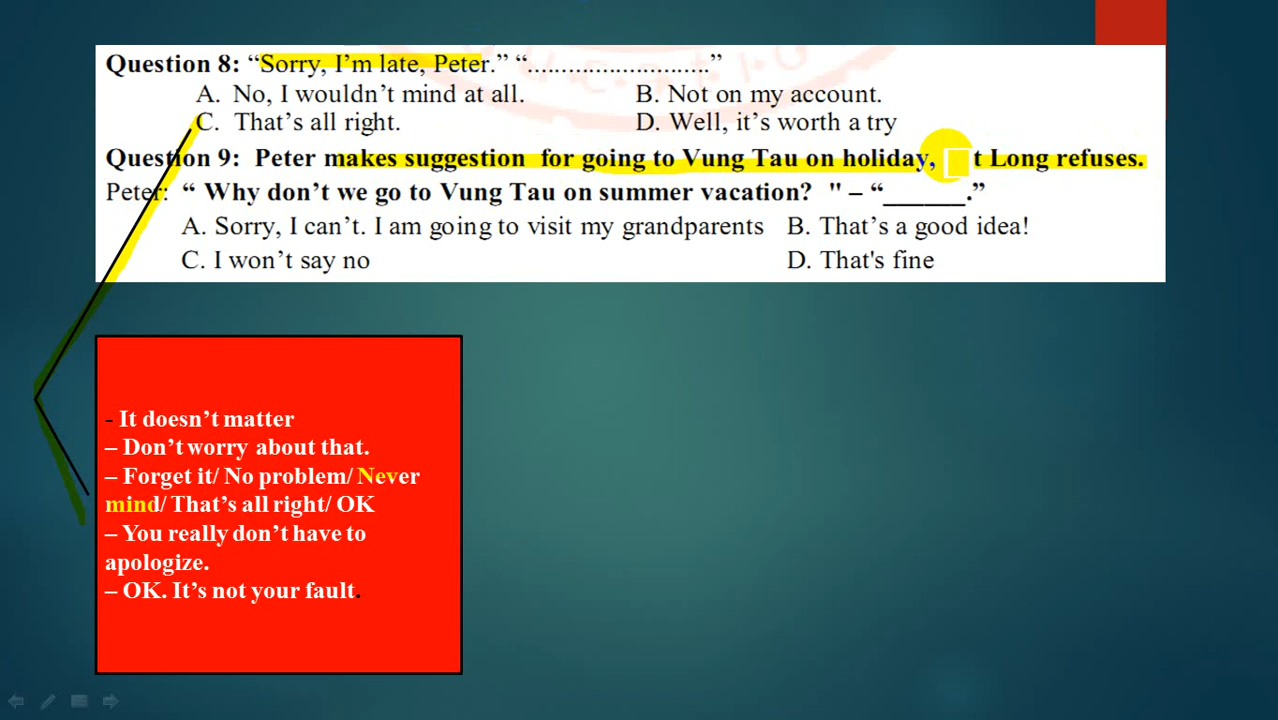 Question 8: “Sorry, I’m late, Peter.” “...........................”
A. No, I wouldn’t mind at all. B. Not on my account.
C. That’s all right. D. Well, it’s worth a try
Question 9: Peter makes suggestion for going to Vung Tau on holiday, t Long refuses.
Peter: “ Why don’t we go to Vung Tau on summer vacation? " – “______.”
A. Sorry, I can’t. I am going to visit my grandparents B. That’s a good idea!
C. I won’t say no D. That's fine
- It doesn’t matter
– Don’t worry about that.
– Forget it/ No problem/ Never
mind/ That’s all right/ OK
– You really don’t have to
apologize.
– OK. It’s not your fault.